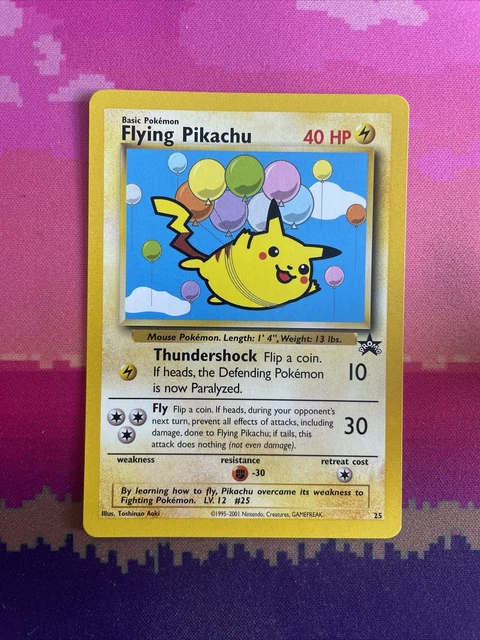 Basic Pokémon
Flying Pikachu 40 HP
Mouse Pokémon. Length: 1' 4", Weight: 13 lbs.
PROMO
Thundershock Flip a coin.
If heads, the Defending Pokémon
is now Paralyzed.
10
Fly Flip a coin. If heads, during your opponent's
next turn, prevent all effects of attacks, including
damage, done to Flying Pikachu; if tails, this
attack does nothing (not even damage).
30
weakness resistance retreat cost
-30
By learning how to fly, Pikachu overcame its weakness to
Fighting Pokémon. LV. 12 #25
Illus. Toshinao Aoki ©1995-2001 Nintendo, Creatures, GAMEFREAK. 25